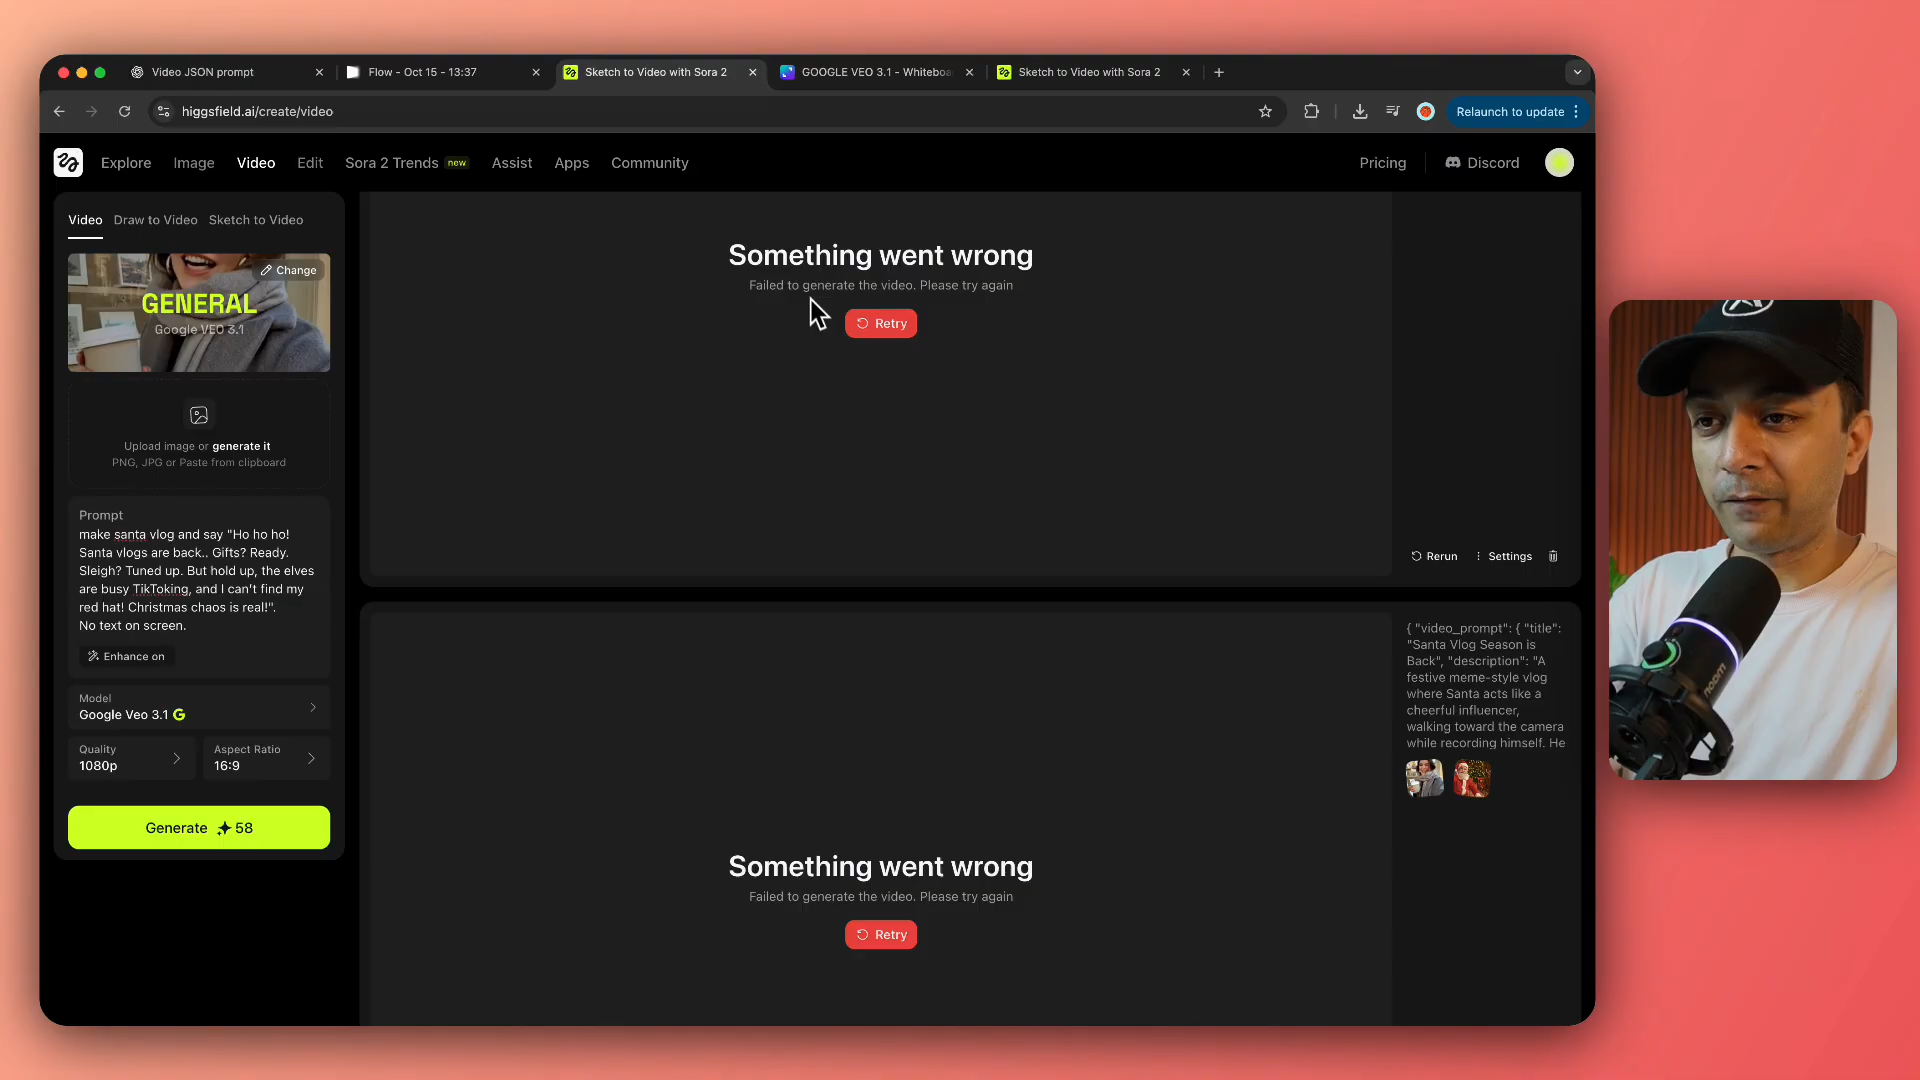 Video JSON prompt
Flow - Oct 15 - 13:37
Sketch to Video with Sora 2
GOOGLE VEO 3.1 - Whiteboa
Sketch to Video with Sora 2
higgsfield.ai/create/video
Relaunch to update
Explore
Image
Video
Edit
Sora 2 Trends new
Assist
Apps
Community
Pricing
Discord
Video
Draw to Video
Sketch to Video
Change
GENERAL
Google VEO 3.1
Upload image or generate it
PNG, JPG or Paste from clipboard
Prompt
make santa vlog and say "Ho ho ho!
Santa vlogs are back.. Gifts? Ready.
Sleigh? Tuned up. But hold up, the elves
are busy TikToking, and I can't find my
red hat! Christmas chaos is real!".
No text on screen.
Enhance on
Model
Google Veo 3.1
Quality
1080p
Aspect Ratio
16:9
Generate 58
Something went wrong
Failed to generate the video. Please try again
Retry
Rerun
Settings
Something went wrong
Failed to generate the video. Please try again
Retry
{ "video_prompt": { "title":
"Santa Vlog Season is
Back", "description": "A
festive meme-style vlog
where Santa acts like a
cheerful influencer,
walking toward the camera
while recording himself. He